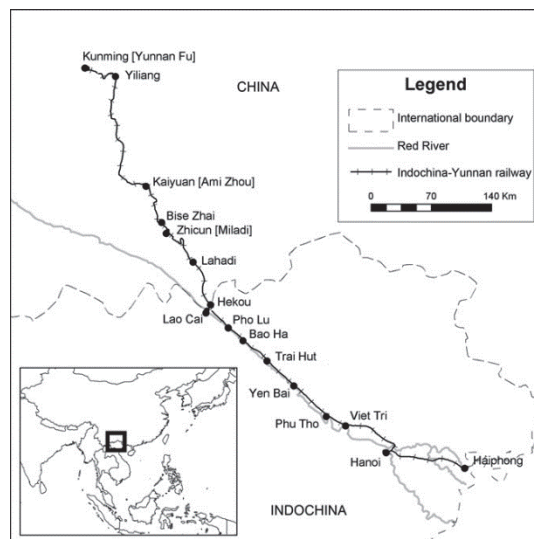 Kunming [Yunnan Fu]
Yiliang
CHINA
Legend
International boundary
Red River
Indochina-Yunnan railway
0 70 140 Km
Kaiyuan [Ami Zhou]
Bise Zhai
Zhicun [Miladi]
Lahadi
Hekou
Lao Cai
Pho Lu
Bao Ha
Trai Hut
Yen Bai
Phu Tho
Viet Tri
Hanoi
Haiphong
INDOCHINA